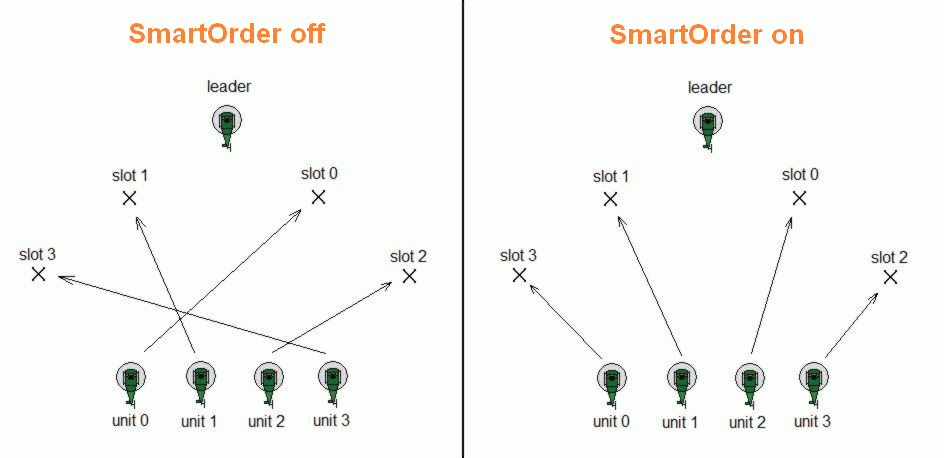 SmartOrder off
leader
slot 1
slot 0
slot 3
slot 2
unit 0
unit 1
unit 2
unit 3
SmartOrder on
leader
slot 1
slot 0
slot 3
slot 2
unit 0
unit 1
unit 2
unit 3